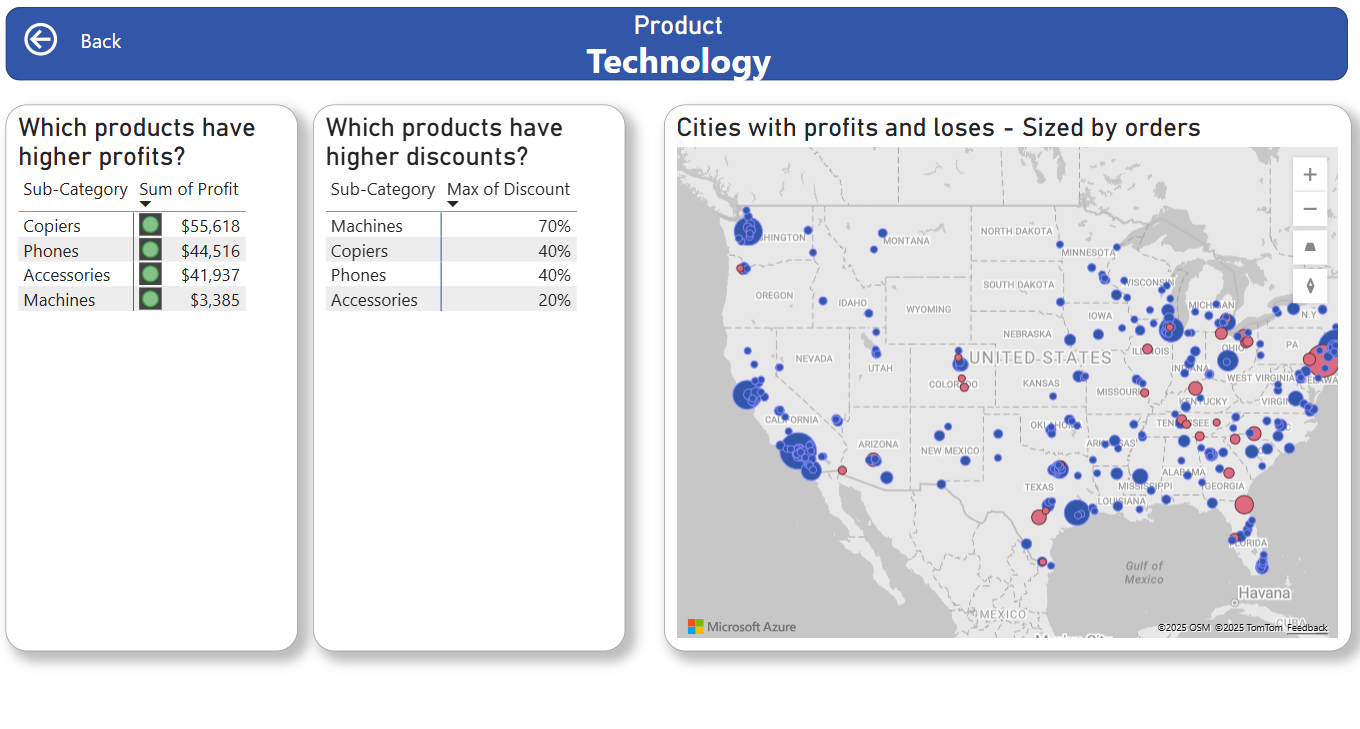 Product
Back
Technology
Which products have
higher profits?
Sub-Category Sum of Profit
Copiers $55,618
Phones $44,516
Accessories $41,937
Machines $3,385
Which products have
higher discounts?
Sub-Category Max of Discount
Machines 70%
Copiers 40%
Phones 40%
Accessories 20%
Cities with profits and loses - Sized by orders
NORTH DAKOTA
MONTANA
MINNESOTA
SOUTH DAKOTA
WISCONSIN
OREGON
IDAHO
WYOMING
MICHIGAN
IOWA
N.Y.
NEBRASKA
UNITED STATES
NEVADA
UTAH
ILLINOIS
OHIO
PA
COLORADO
KANSAS
MISSOURI
WEST VIRGINIA
KENTUCKY
CALIFORNIA
OKLAHOMA
TENNESSEE
ARIZONA
NEW MEXICO
TEXAS
MISSISSIPPI
ALABAMA
GEORGIA
LOUISIANA
FLORIDA
Gulf of
Mexico
Havana
MEXICO
CUBA
Microsoft Azure
©2025 OSM ©2025 TomTom Feedback